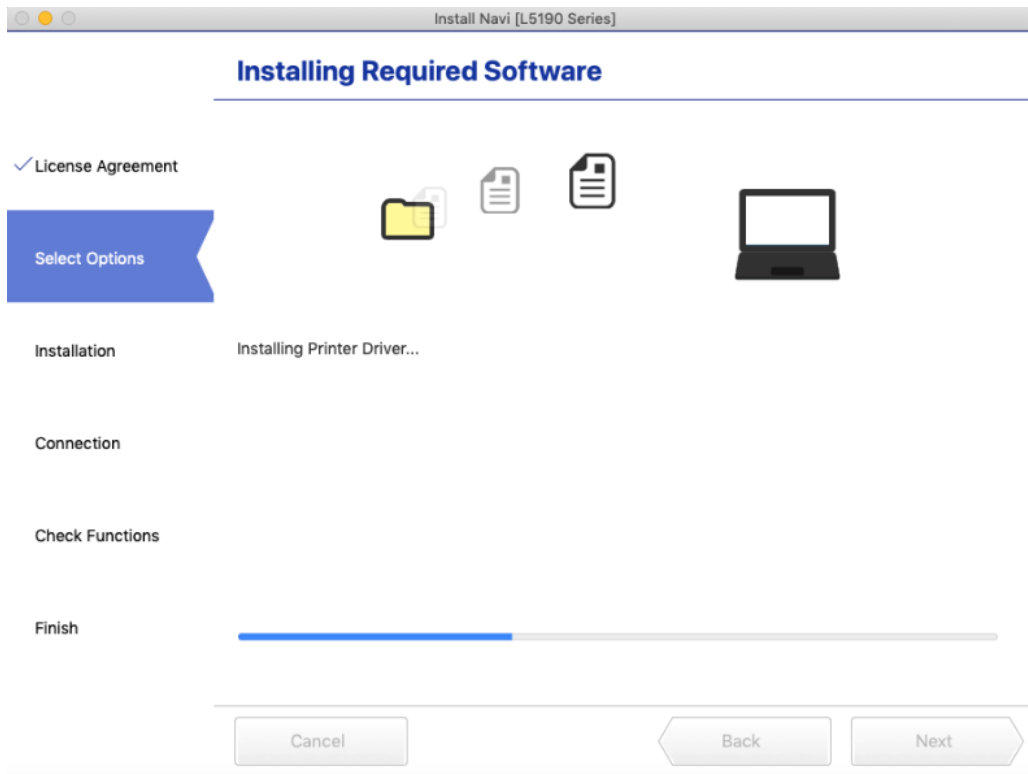 Install Navi [L5190 Series]
Installing Required Software
License Agreement
Select Options
Installation
Installing Printer Driver...
Connection
Check Functions
Finish
Cancel
Back
Next